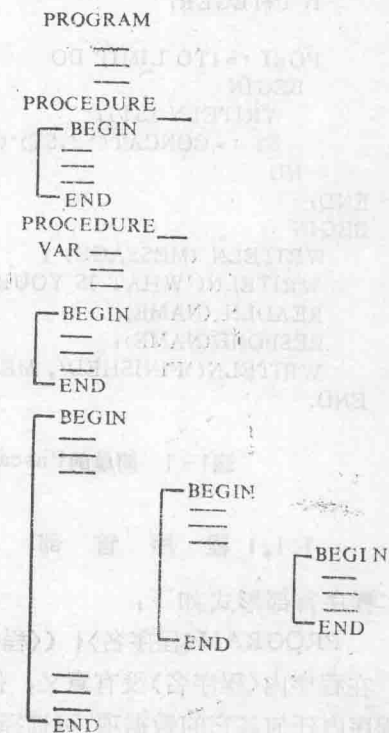 PROGRAM
PROCEDURE
BEGIN
END
PROCEDURE
VAR
BEGIN
END
BEGIN
BEGIN
BEGIN
END
END
END